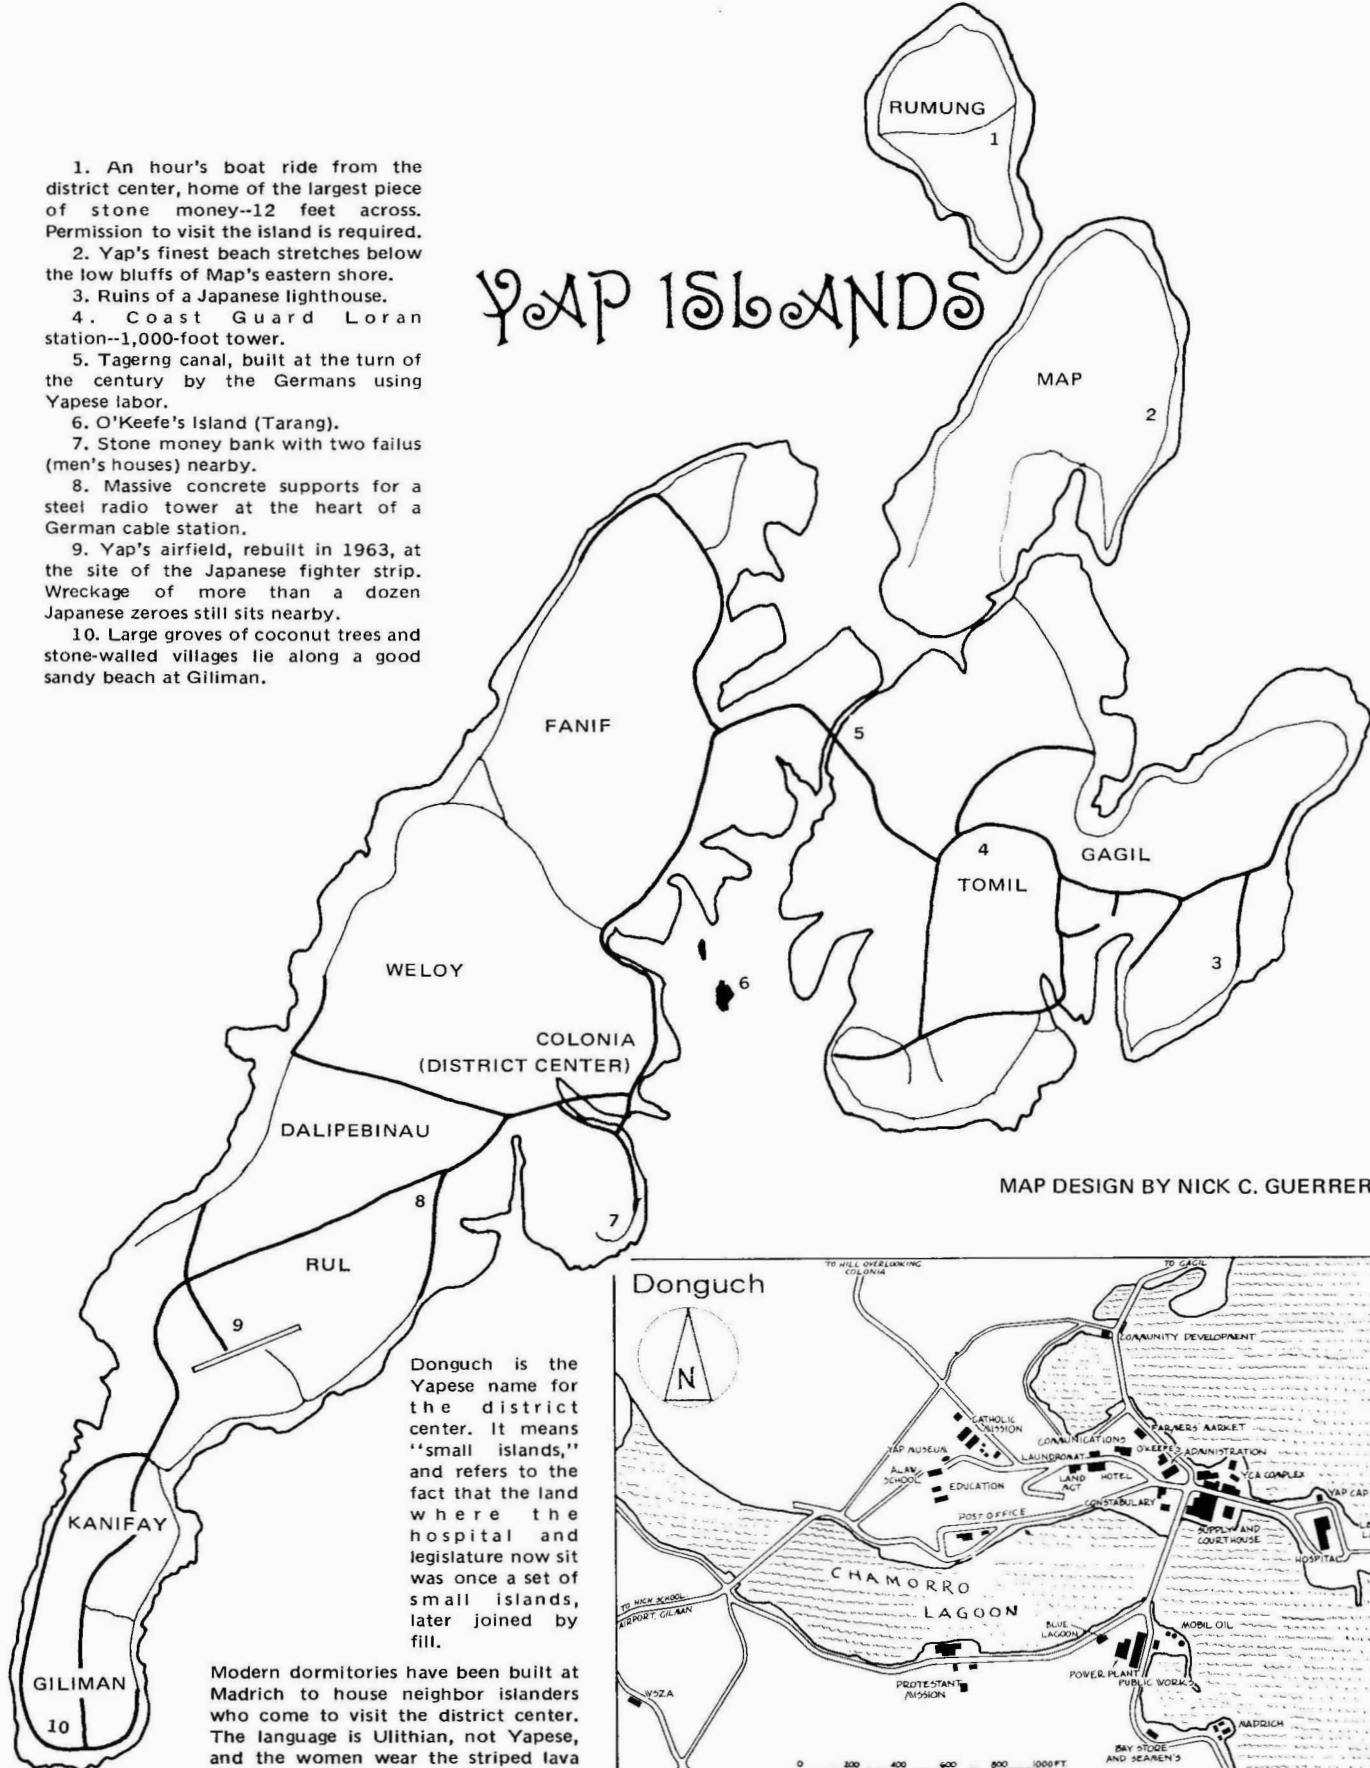 RUMUNG
1
1. An hour's boat ride from the
district center, home of the largest piece
of stone money--12 feet across.
Permission to visit the island is required.
2. Yap's finest beach stretches below
the low bluffs of Map's eastern shore.
3. Ruins of a Japanese lighthouse.
4. Coast Guard Loran
station--1,000-foot tower.
5. Tagerng canal, built at the turn of
the century by the Germans using
Yapese labor.
6. O'Keefe's Island (Tarang).
7. Stone money bank with two failus
(men's houses) nearby.
8. Massive concrete supports for a
steel radio tower at the heart of a
German cable station.
9. Yap's airfield, rebuilt in 1963, at
the site of the Japanese fighter strip.
Wreckage of more than a dozen
Japanese zeroes still sits nearby.
10. Large groves of coconut trees and
stone-walled villages lie along a good
sandy beach at Giliman.
YAP ISLANDS
MAP
2
FANIF
5
4
GAGIL
TOMIL
WELOY
3
6
COLONIA
(DISTRICT CENTER)
DALIPEBINAU
8
7
RUL
9
KANIFAY
GILIMAN
10
MAP DESIGN BY NICK C. GUERRER
Donguch is the
Yapese name for
the district
center. It means
"small islands,"
and refers to the
fact that the land
where the
hospital and
legislature now sit
was once a set of
small islands,
later joined by
fill.
Modern dormitories have been built at
Madrich to house neighbor islanders
who come to visit the district center.
The language is Ulithian, not Yapese,
and the women wear the striped lava
Donguch
N
TO HILL OVERLOOKING
COLONIA
TO GAGIL
COMMUNITY DEVELOPMENT
CATHOLIC
MISSION
FARMERS' MARKET
COMMUNICATIONS
YAP MUSEUM
LAUNDROMAT
O'KEEFE'S
ADMINISTRATION
ALAW
SCHOOL
EDUCATION
LAND
MGT
HOTEL
YCA COMPLEX
YAP CAP
CONSTABULARY
POST OFFICE
SUPPLY AND
COURTHOUSE
HOSPITAL
CHAMORRO
LAGOON
TO HIGH SCHOOL
AIRPORT, GILMAN
BLUE
LAGOON
MOBIL OIL
POWER PLANT
PUBLIC WORKS
PROTESTANT
MISSION
WSZA
MADRICH
BAY STORE
AND SEAMEN'S
0 200 400 600 800 1000 FT.